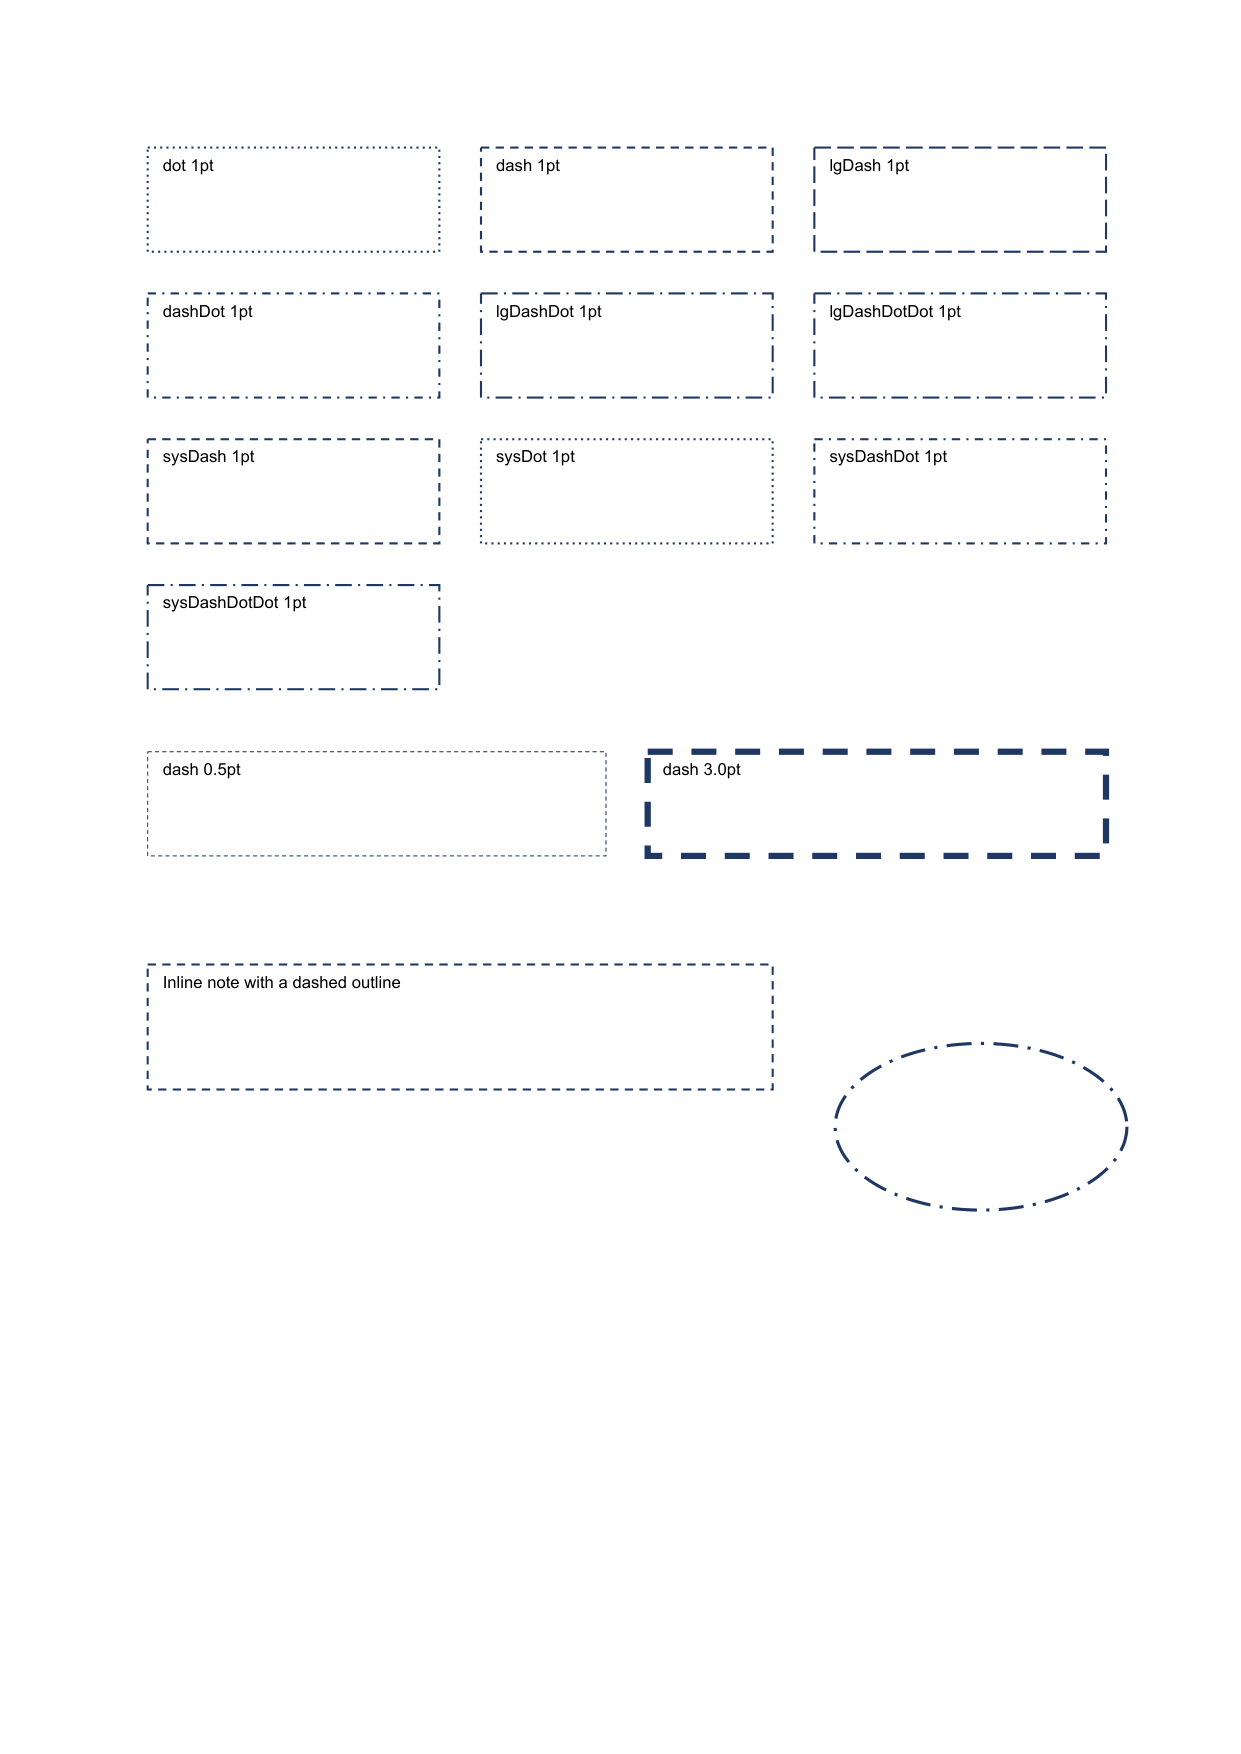 dot 1pt
dash 1pt
lgDash 1pt
dashDot 1pt
lgDashDot 1pt
lgDashDotDot 1pt
sysDash 1pt
sysDot 1pt
sysDashDot 1pt
sysDashDotDot 1pt
dash 0.5pt
dash 3.0pt
Inline note with a dashed outline